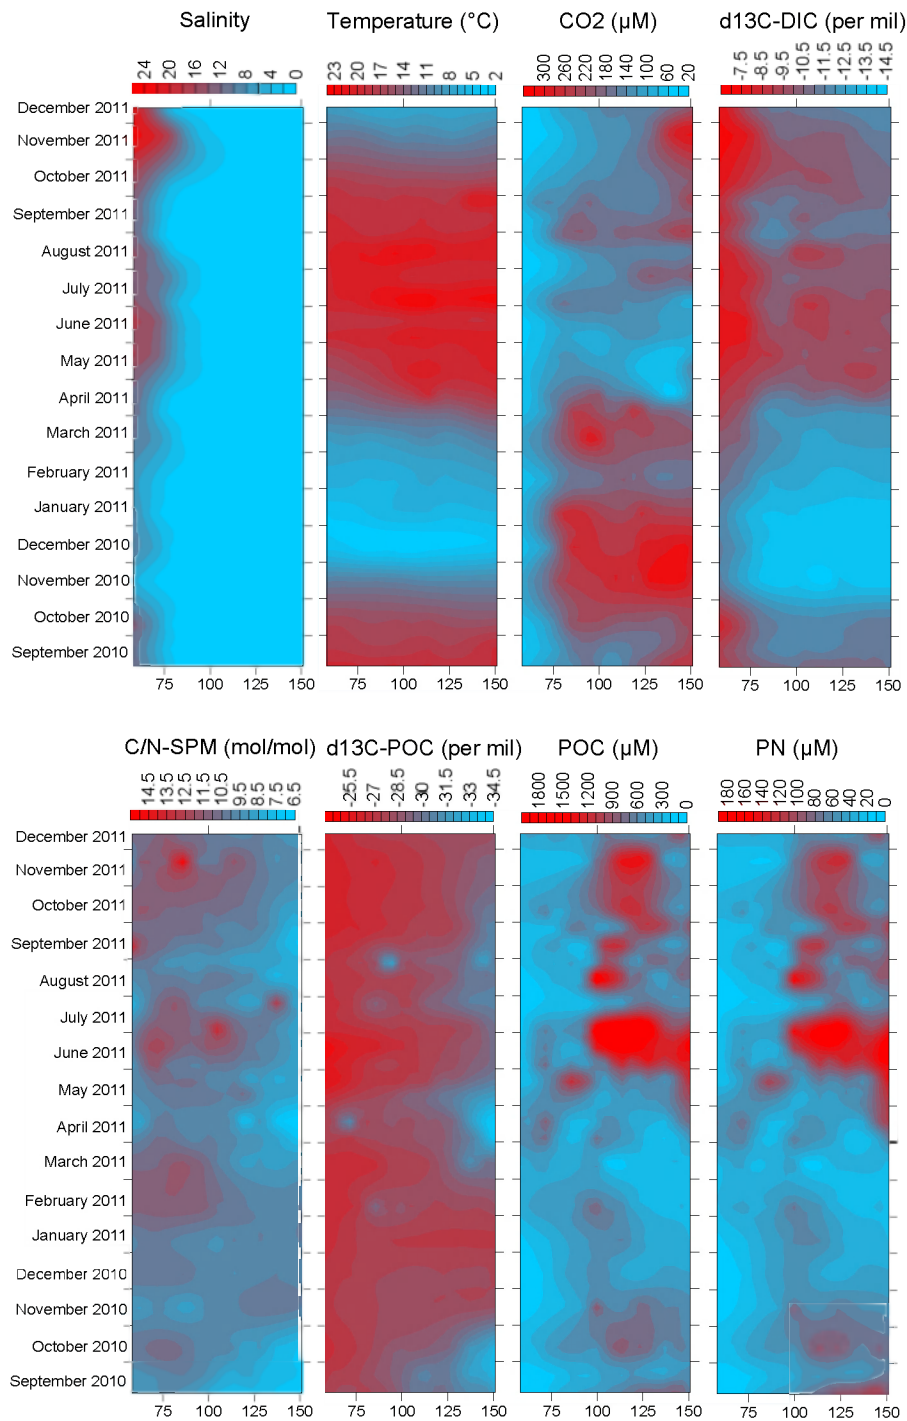 Salinity Temperature (°C) CO2 (µM) d13C-DIC (per mil)
24 20 16 12 8 4 0 23 20 17 14 11 8 5 2 300 260 220 180 140 100 60 20 -7.5 -8.5 -9.5 -10.5 -11.5 -12.5 -13.5 -14.5
December 2011
November 2011
October 2011
September 2011
August 2011
July 2011
June 2011
May 2011
April 2011
March 2011
February 2011
January 2011
December 2010
November 2010
October 2010
September 2010
75 100 125 150 75 100 125 150 75 100 125 150 75 100 125 150
C/N-SPM (mol/mol) d13C-POC (per mil) POC (µM) PN (µM)
14.5 13.5 12.5 11.5 10.5 9.5 8.5 7.5 6.5 -25.5 -27 -28.5 -30 -31.5 -33 -34.5 1800 1500 1200 900 600 300 0 180 160 140 120 100 80 60 40 20 0
December 2011
November 2011
October 2011
September 2011
August 2011
July 2011
June 2011
May 2011
April 2011
March 2011
February 2011
January 2011
December 2010
November 2010
October 2010
September 2010
75 100 125 150 75 100 125 150 75 100 125 150 75 100 125 150